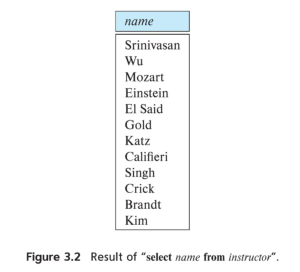 name
Srinivasan
Wu
Mozart
Einstein
El Said
Gold
Katz
Califieri
Singh
Crick
Brandt
Kim
Figure 3.2 Result of “select name from instructor”.